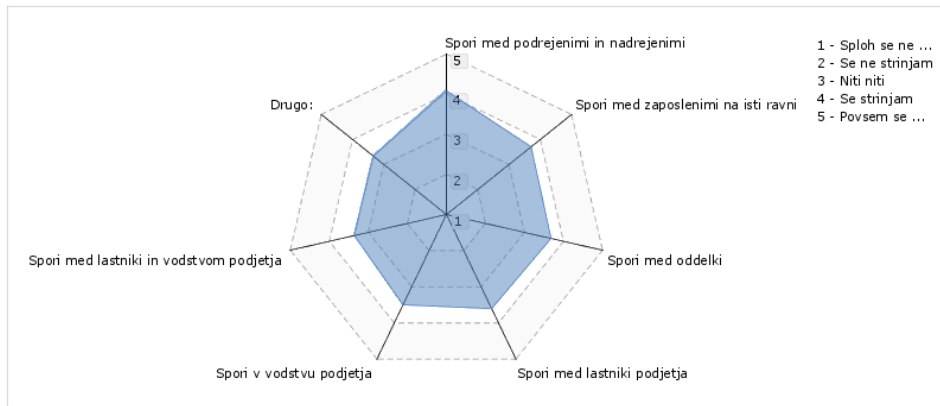 Spori med podrejenimi in nadrejenimi
5
4
3
2
1
Spori med zaposlenimi na isti ravni
Spori med oddelki
Spori med lastniki podjetja
Spori v vodstvu podjetja
Spori med lastniki in vodstvom podjetja
Drugo:
1 - Sploh se ne ...
2 - Se ne strinjam
3 - Niti niti
4 - Se strinjam
5 - Povsem se ...